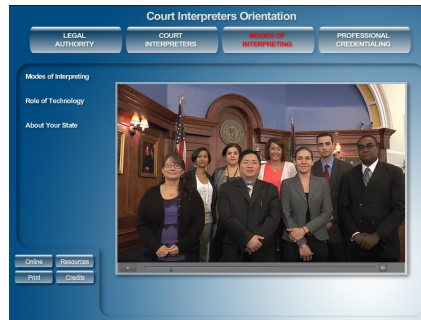 Court Interpreters Orientation
LEGAL
AUTHORITY
COURT
INTERPRETERS
MODES OF
INTERPRETING
PROFESSIONAL
CREDENTIALING
Modes of Interpreting
Role of Technology
About Your State
Online
Resources
Print
Credits